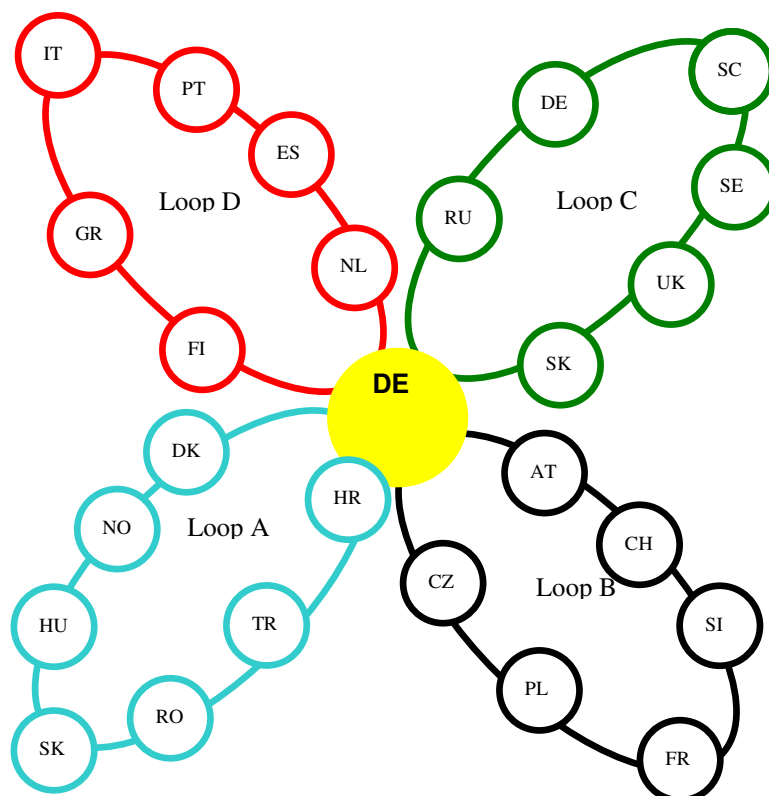 IT
PT
ES
Loop D
GR
NL
FI
SC
DE
SE
RU
Loop C
UK
SK
DE
DK
HR
NO
Loop A
HU
TR
RO
SK
AT
CH
CZ
Loop B
SI
PL
FR